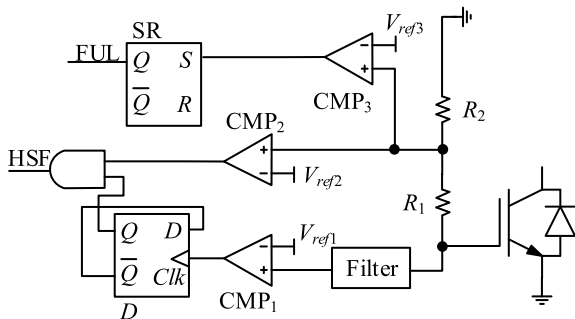 SR
FUL
Q
S
Q̅
R
Vref3
CMP3
R2
CMP2
HSF
Vref2
R1
Q
D
Q̅
Clk
Vref1
Filter
CMP1
D